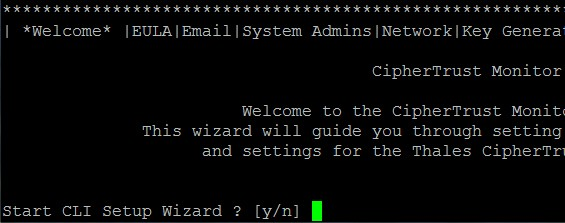 *********************************************************
| *Welcome* |EULA|Email|System Admins|Network|Key Generat
CipherTrust Monitor
Welcome to the CipherTrust Monito
This wizard will guide you through setting
and settings for the Thales CipherTru
Start CLI Setup Wizard ? [y/n]